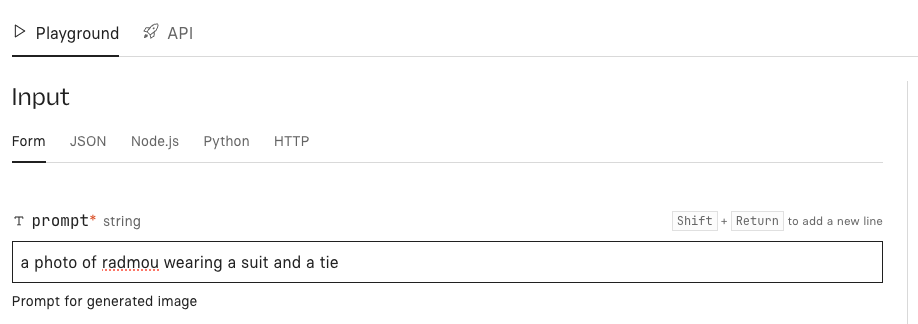 Playground API
Input
Form JSON Node.js Python HTTP
T prompt* string Shift + Return to add a new line
a photo of radmou wearing a suit and a tie
Prompt for generated image